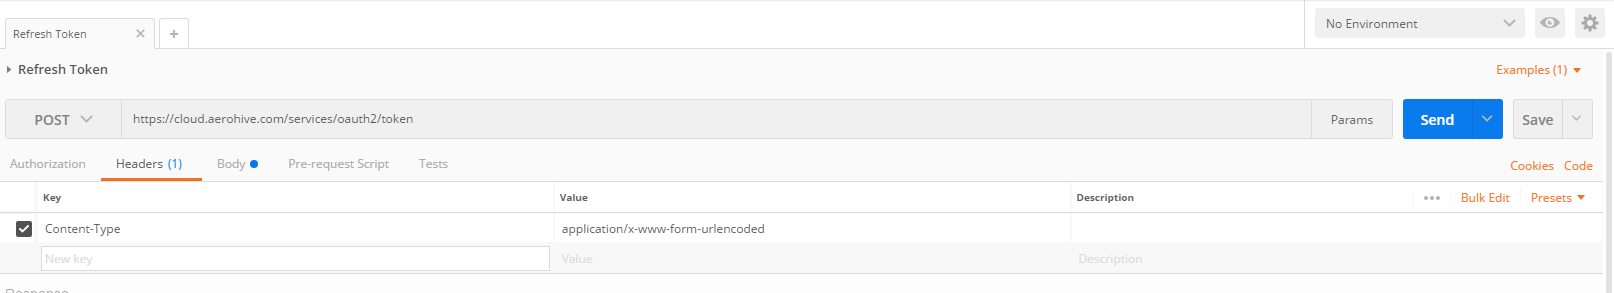 Refresh Token
No Environment
Refresh Token
Examples (1)
POST https://cloud.aerohive.com/services/oauth2/token Params Send Save
Authorization Headers (1) Body Pre-request Script Tests Cookies Code
Key Value Description Bulk Edit Presets
Content-Type application/x-www-form-urlencoded
New key Value Description
Response